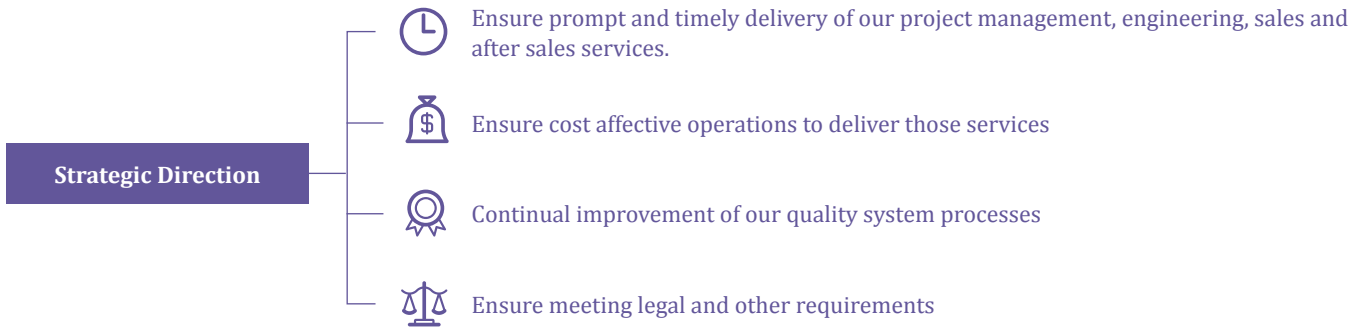 Ensure prompt and timely delivery of our project management, engineering, sales and
after sales services.
$
Ensure cost affective operations to deliver those services
Strategic Direction
Continual improvement of our quality system processes
Ensure meeting legal and other requirements